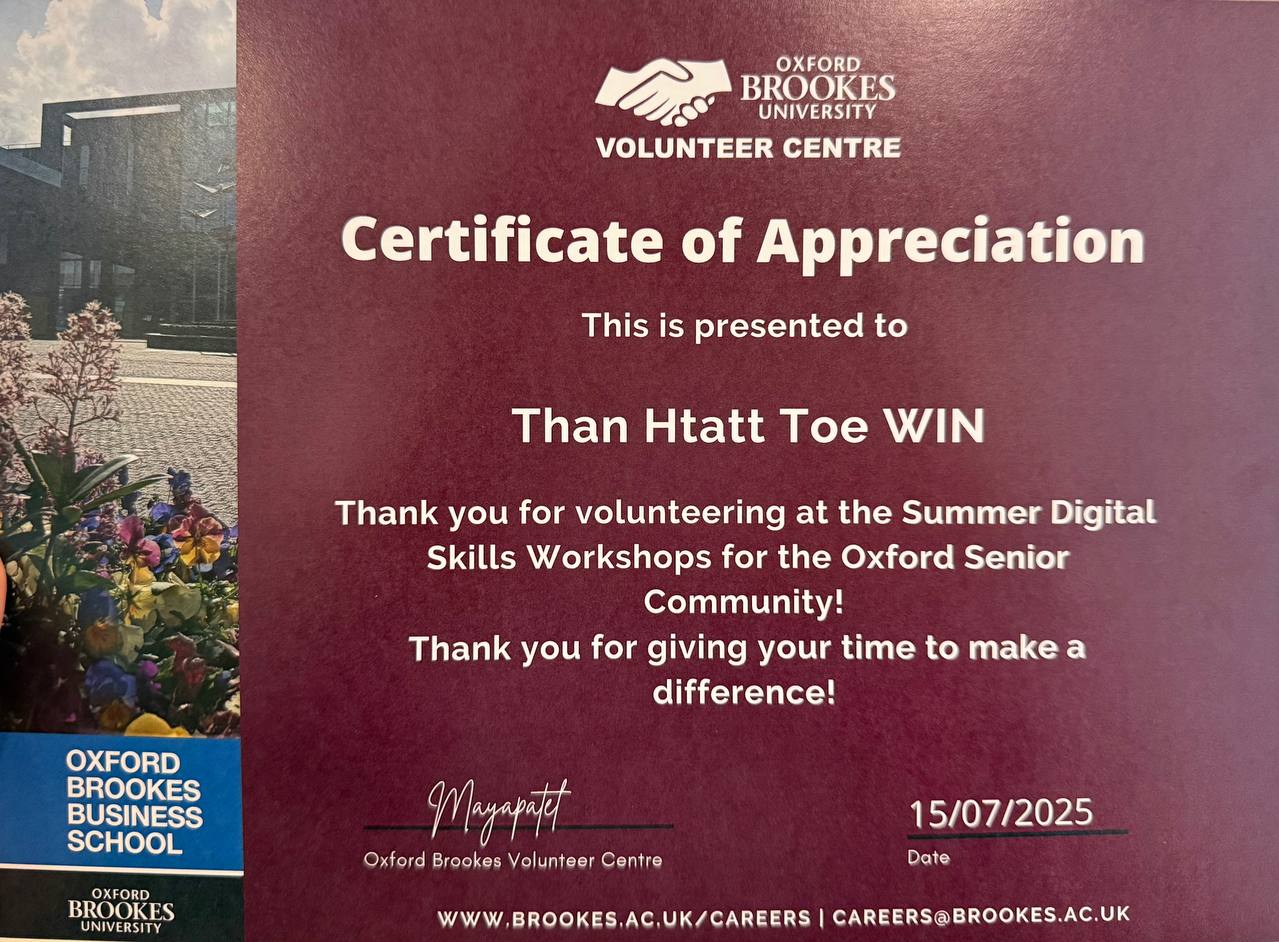 OXFORD
BROOKES
UNIVERSITY
VOLUNTEER CENTRE
Certificate of Appreciation
This is presented to
Than Htatt Toe WIN
Thank you for volunteering at the Summer Digital
Skills Workshops for the Oxford Senior
Community!
Thank you for giving your time to make a
difference!
Mayapatel
Oxford Brookes Volunteer Centre
15/07/2025
Date
WWW.BROOKES.AC.UK/CAREERS | CAREERS@BROOKES.AC.UK
OXFORD
BROOKES
BUSINESS
SCHOOL
OXFORD
BROOKES
UNIVERSITY